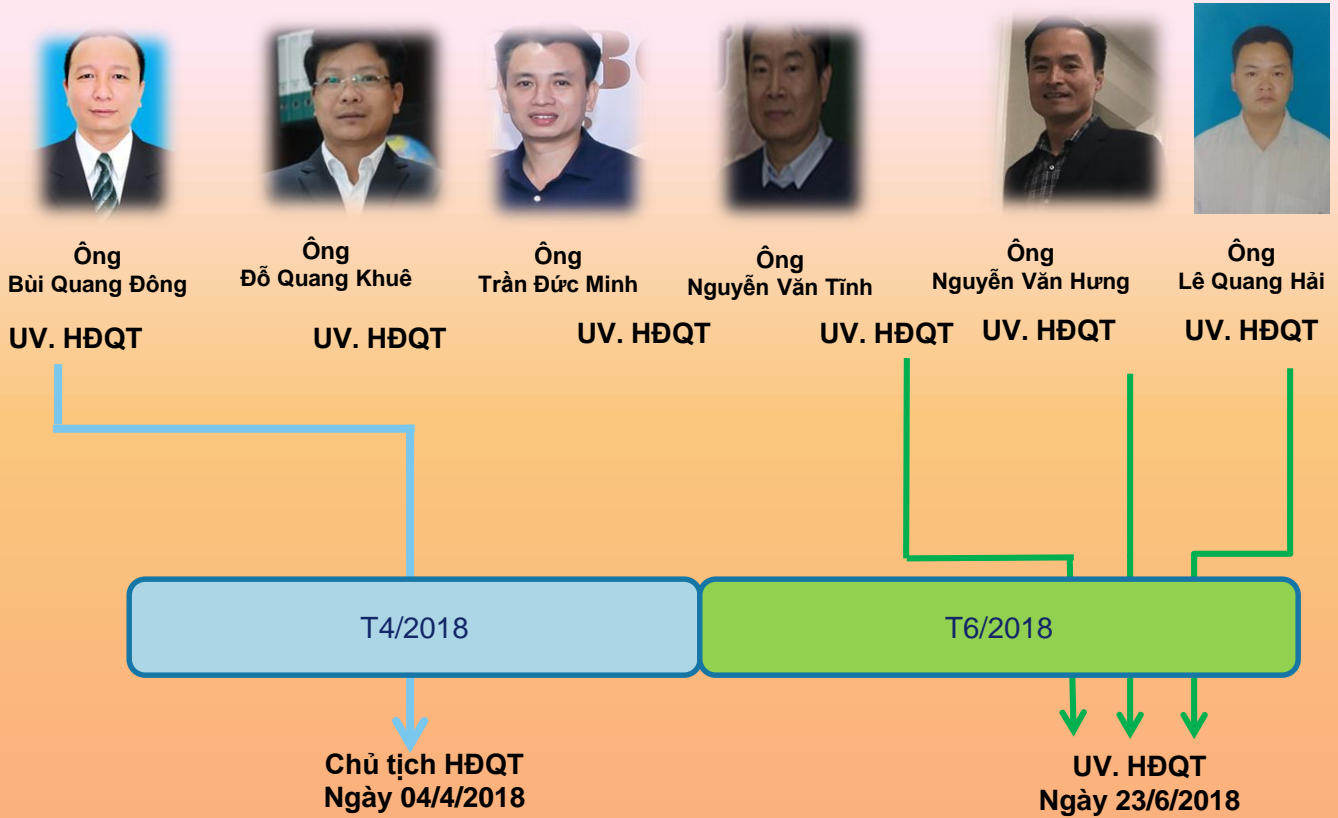 Ông
Bùi Quang Đông
UV. HĐQT
Ông
Đỗ Quang Khuê
UV. HĐQT
Ông
Trần Đức Minh
UV. HĐQT
Ông
Nguyễn Văn Tĩnh
UV. HĐQT
Ông
Nguyễn Văn Hưng
UV. HĐQT
Ông
Lê Quang Hải
UV. HĐQT
T4/2018
T6/2018
Chủ tịch HĐQT
Ngày 04/4/2018
UV. HĐQT
Ngày 23/6/2018